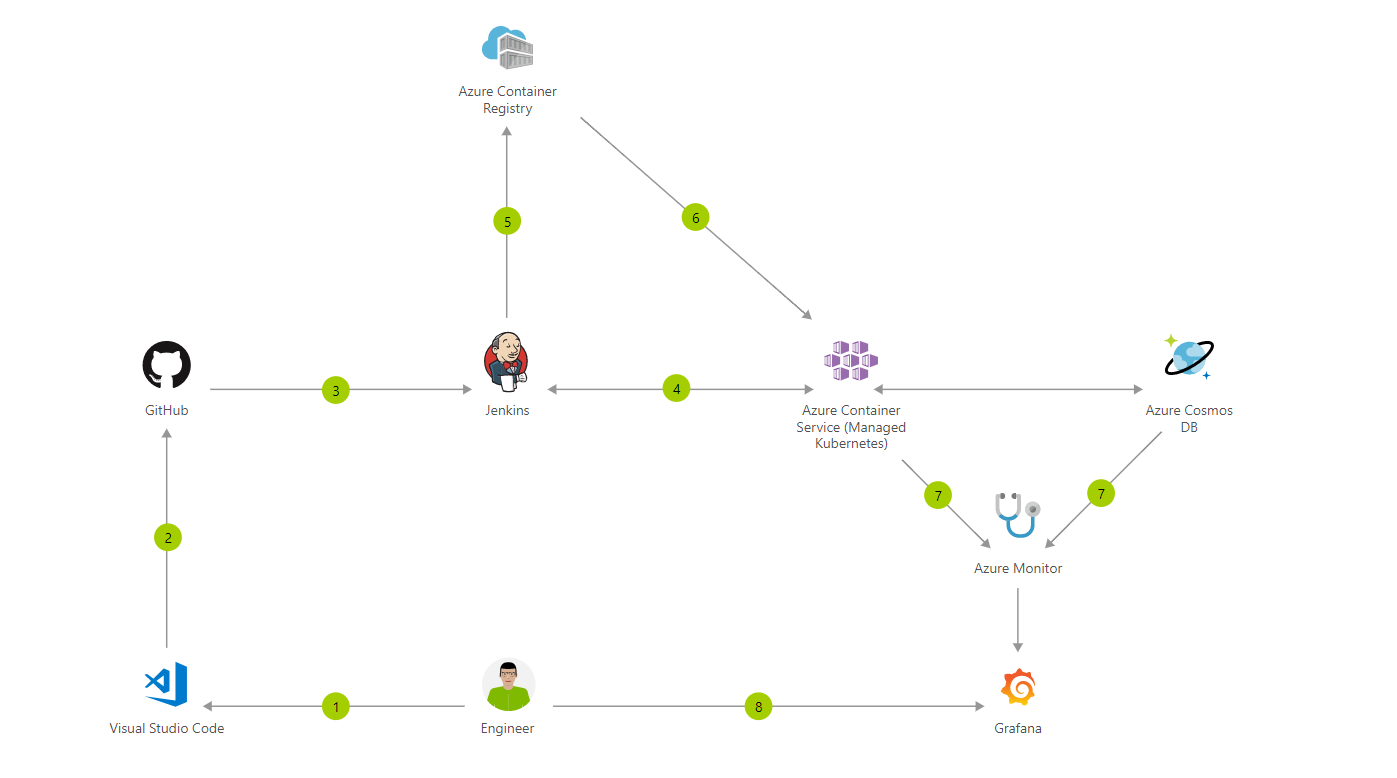 Azure Container
Registry
5
6
GitHub
3
Jenkins
4
Azure Container
Service (Managed
Kubernetes)
Azure Cosmos
DB
7
7
2
Azure Monitor
Visual Studio Code
1
Engineer
8
Grafana